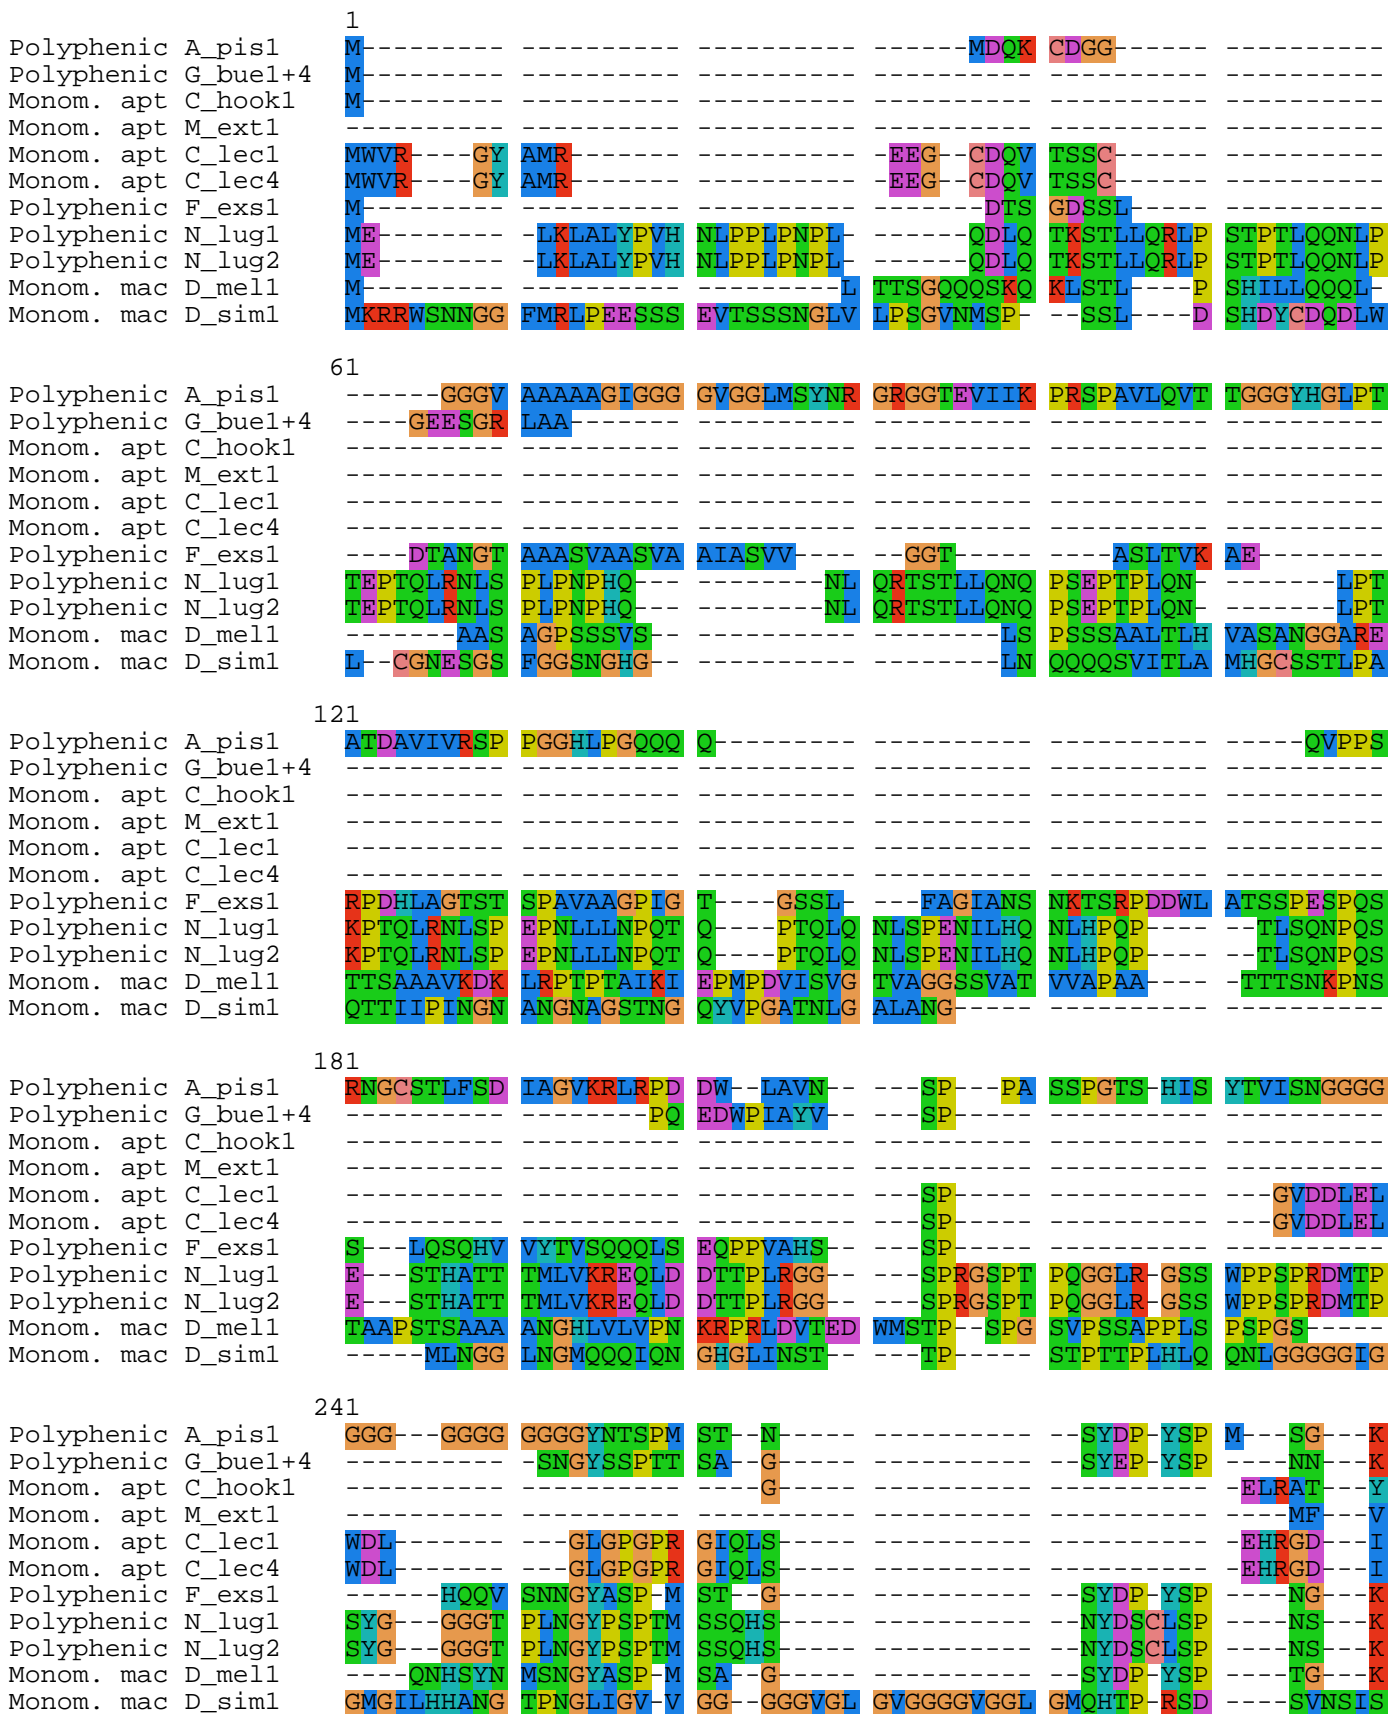 1
Polyphenic A_pis1 M--------- ---------- ---------- ------MDQK CDGG------ ----------
Polyphenic G_bue1+4 M--------- ---------- ---------- ---------- ---------- ----------
Monom. apt C_hook1 M--------- ---------- ---------- ---------- ---------- ----------
Monom. apt M_ext1 ---------- ---------- ---------- ---------- ---------- ----------
Monom. apt C_lec1 MWVR----GY AMR------- ---------- -EEG--CDQV TSSC------ ----------
Monom. apt C_lec4 MWVR----GY AMR------- ---------- -EEG--CDQV TSSC------ ----------
Polyphenic F_exs1 M--------- ---------- ---------- -------DTS GDSSL----- ----------
Polyphenic N_lug1 ME-------- -LKLALYPVH NLPPLPNPL- ------QDLQ TKSTLLQRLP STPTLQQNLP
Polyphenic N_lug2 ME-------- -LKLALYPVH NLPPLPNPL- ------QDLQ TKSTLLQRLP STPTLQQNLP
Monom. mac D_mel1 M--------- ---------- ---------L TTSGQQQSKQ KLSTL----P SHILLQQQL-
Monom. mac D_sim1 MKRRWSNNGG FMRLPEESSS EVTSSSNGLV LPSGVNMSP- --SSL----D SHDYCDQDLW
61
Polyphenic A_pis1 ------GGGV AAAAAGIGGG GVGGLMSYNR GRGGTEVIIK PRSPAVLQVT TGGGYHGLPT
Polyphenic G_bue1+4 ----GEESGR LAA------- ---------- ---------- ---------- ----------
Monom. apt C_hook1 ---------- ---------- ---------- ---------- ---------- ----------
Monom. apt M_ext1 ---------- ---------- ---------- ---------- ---------- ----------
Monom. apt C_lec1 ---------- ---------- ---------- ---------- ---------- ----------
Monom. apt C_lec4 ---------- ---------- ---------- ---------- ---------- ----------
Polyphenic F_exs1 ----DTANGT AAASVAASVA AIASVV---- --GGT----- ----ASLTVK AE--------
Polyphenic N_lug1 TEPTQLRNLS PLPNPHQ--- --------NL QRTSTLLQNQ PSEPTPLQN- -------LPT
Polyphenic N_lug2 TEPTQLRNLS PLPNPHQ--- --------NL QRTSTLLQNQ PSEPTPLQN- -------LPT
Monom. mac D_mel1 -------AAS AGPSSSVS-- ---------- --------LS PSSSAALTLH VASANGGARE
Monom. mac D_sim1 L--CGNESGS FGGSNGHG-- ---------- --------LN QQQQSVITLA MHGCSSTLPA
121
Polyphenic A_pis1 ATDAVIVRSP PGGHLPGQQQ Q--------- ---------- ---------- -----QVPPS
Polyphenic G_bue1+4 ---------- ---------- ---------- ---------- ---------- ----------
Monom. apt C_hook1 ---------- ---------- ---------- ---------- ---------- ----------
Monom. apt M_ext1 ---------- ---------- ---------- ---------- ---------- ----------
Monom. apt C_lec1 ---------- ---------- ---------- ---------- ---------- ----------
Monom. apt C_lec4 ---------- ---------- ---------- ---------- ---------- ----------
Polyphenic F_exs1 RPDHLAGTST SPAVAAGPIG T----GSSL- ---FAGIANS NKTSRPDDWL ATSSPESPQS
Polyphenic N_lug1 KPTQLRNLSP EPNLLLNPQT Q----PTQLQ NLSPENILHQ NLHPQP---- --TLSQNPQS
Polyphenic N_lug2 KPTQLRNLSP EPNLLLNPQT Q----PTQLQ NLSPENILHQ NLHPQP---- --TLSQNPQS
Monom. mac D_mel1 TTSAAAVKDK LRPTPTAIKI EPMPDVISVG TVAGGSSVAT VVAPAA---- -TTTSNKPNS
Monom. mac D_sim1 QTTIIPINGN ANGNAGSTNG QYVPGATNLG ALANG----- ---------- ----------
181
Polyphenic A_pis1 RNGCSTLFSD IAGVKRLRPD DW--LAVN-- ---SP---PA SSPGTS-HIS YTVISNGGGG
Polyphenic G_bue1+4 ---------- --------PQ EDWPIAYV-- ---SP----- ---------- ----------
Monom. apt C_hook1 ---------- ---------- ---------- ---------- ---------- ----------
Monom. apt M_ext1 ---------- ---------- ---------- ---------- ---------- ----------
Monom. apt C_lec1 ---------- ---------- ---------- ---SP----- ---------- ---GVDDLEL
Monom. apt C_lec4 ---------- ---------- ---------- ---SP----- ---------- ---GVDDLEL
Polyphenic F_exs1 S---LQSQHV VYTVSQQQLS EQPPVAHS-- ---SP----- ---------- ----------
Polyphenic N_lug1 E---STHATT TMLVKREQLD DTTPLRGG-- ---SPRGSPT PQGGLR-GSS WPPSPRDMTP
Polyphenic N_lug2 E---STHATT TMLVKREQLD DTTPLRGG-- ---SPRGSPT PQGGLR-GSS WPPSPRDMTP
Monom. mac D_mel1 TAAPSTSAAA ANGHLVLVPN KRPRLDVTED WMSTP--SPG SVPSSAPPLS PSPGS-----
Monom. mac D_sim1 -----MLNGG LNGMQQQIQN GHGLINST-- ---TP----- STPTTPLHLQ QNLGGGGGIG
241
Polyphenic A_pis1 GGG---GGGG GGGGYNTSPM ST--N----- ---------- --SYDP-YSP M---SG---K
Polyphenic G_bue1+4 ---------- -SNGYSSPTT SA--G----- ---------- --SYEP-YSP ----NN---K
Monom. apt C_hook1 ---------- ---------- ----G----- ---------- ---------- -ELRAT---Y
Monom. apt M_ext1 ---------- ---------- ---------- ---------- ---------- ----MF---V
Monom. apt C_lec1 WDL------- ---GLGPGPR GIQLS----- ---------- ---------- -EHRGD---I
Monom. apt C_lec4 WDL------- ---GLGPGPR GIQLS----- ---------- ---------- -EHRGD---I
Polyphenic F_exs1 ------HQQV SNNGYASP-M ST--G----- ---------- --SYDP-YSP ----NG---K
Polyphenic N_lug1 SYG---GGGT PLNGYPSPTM SSQHS----- ---------- --NYDSCLSP ----NS---K
Polyphenic N_lug2 SYG---GGGT PLNGYPSPTM SSQHS----- ---------- --NYDSCLSP ----NS---K
Monom. mac D_mel1 ----QNHSYN MSNGYASP-M SA--G----- ---------- --SYDP-YSP ----TG---K
Monom. mac D_sim1 GMGILHHANG TPNGLIGV-V GG--GGGVGL GVGGGGVGGL GMQHTP-RSD ----SVNSIS